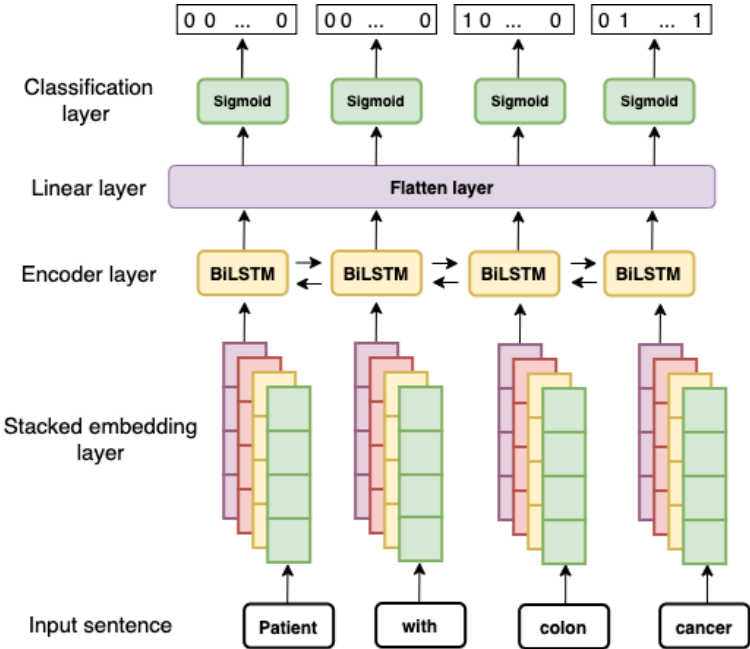 0 0 ... 0
0 0 ... 0
1 0 ... 0
0 1 ... 1
Classification
layer
Sigmoid
Sigmoid
Sigmoid
Sigmoid
Linear layer
Flatten layer
Encoder layer
BiLSTM
BiLSTM
BiLSTM
BiLSTM
Stacked embedding
layer
Input sentence
Patient
with
colon
cancer